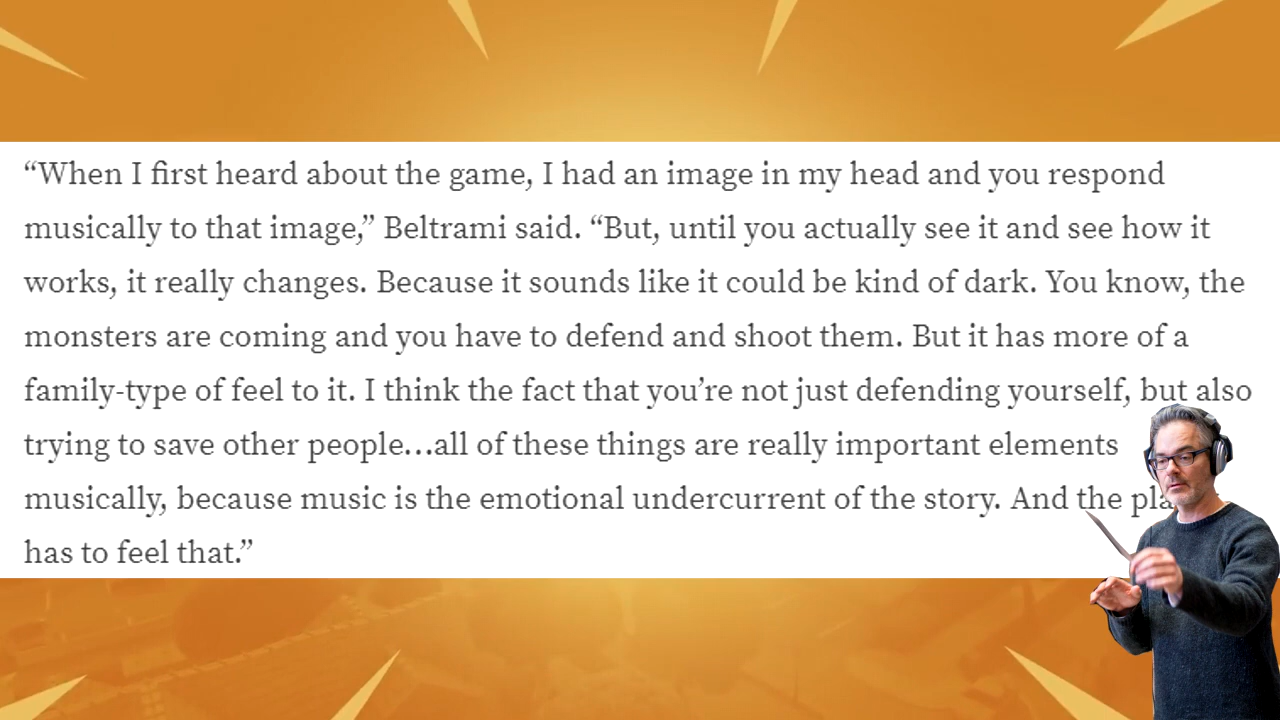 “When I first heard about the game, I had an image in my head and you respond
musically to that image,” Beltrami said. “But, until you actually see it and see how it
works, it really changes. Because it sounds like it could be kind of dark. You know, the
monsters are coming and you have to defend and shoot them. But it has more of a
family-type of feel to it. I think the fact that you’re not just defending yourself, but also
trying to save other people…all of these things are really important elements
musically, because music is the emotional undercurrent of the story. And the
has to feel that.”